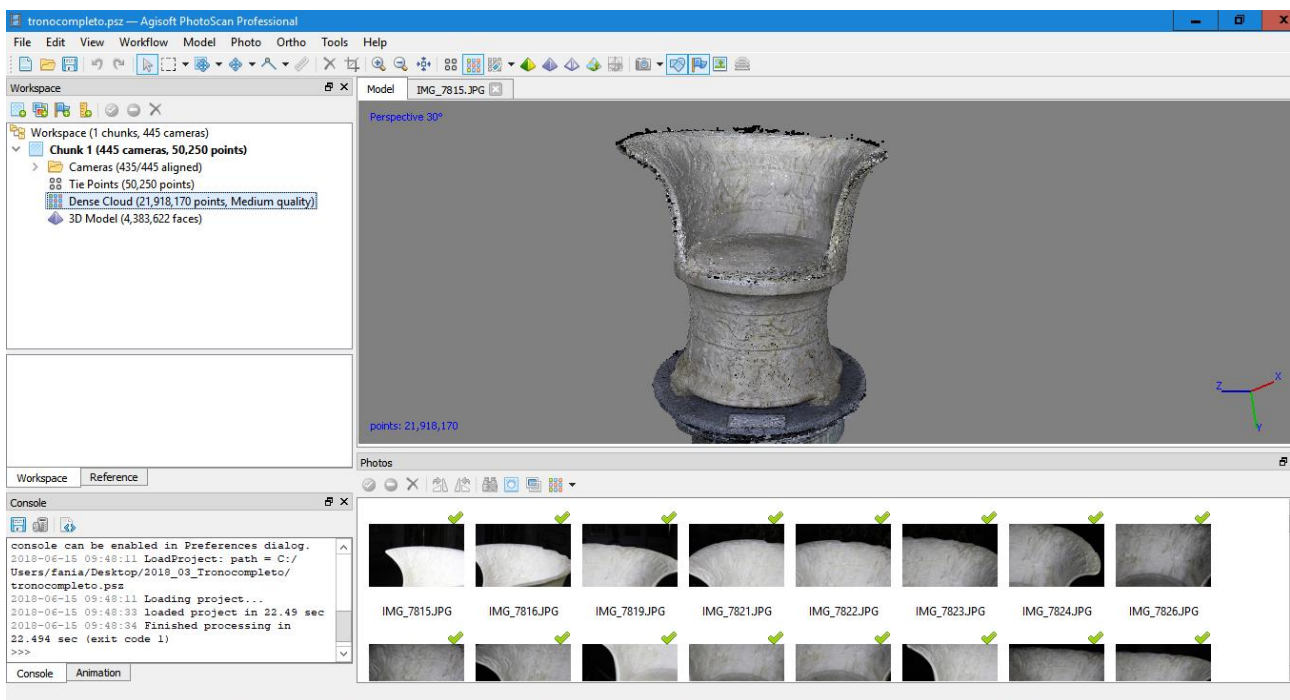 tronocompleto.psz — Agisoft PhotoScan Professional
File Edit View Workflow Model Photo Ortho Tools Help
Workspace
Workspace (1 chunks, 445 cameras)
Chunk 1 (445 cameras, 50,250 points)
Cameras (435/445 aligned)
Tie Points (50,250 points)
Dense Cloud (21,918,170 points, Medium quality)
3D Model (4,383,622 faces)
Workspace Reference
Console
console can be enabled in Preferences dialog.
2018-06-15 09:48:11 LoadProject: path = C:/
Users/fania/Desktop/2018_03_Tronocompleto/
tronocompleto.psz
2018-06-15 09:48:11 Loading project...
2018-06-15 09:48:33 loaded project in 22.49 sec
2018-06-15 09:48:34 Finished processing in
22.494 sec (exit code 1)
>>>
Console Animation
Model IMG_7815.JPG
Perspective 30°
Z X
Y
points: 21,918,170
Photos
IMG_7815.JPG IMG_7816.JPG IMG_7819.JPG IMG_7821.JPG IMG_7822.JPG IMG_7823.JPG IMG_7824.JPG IMG_7826.JPG